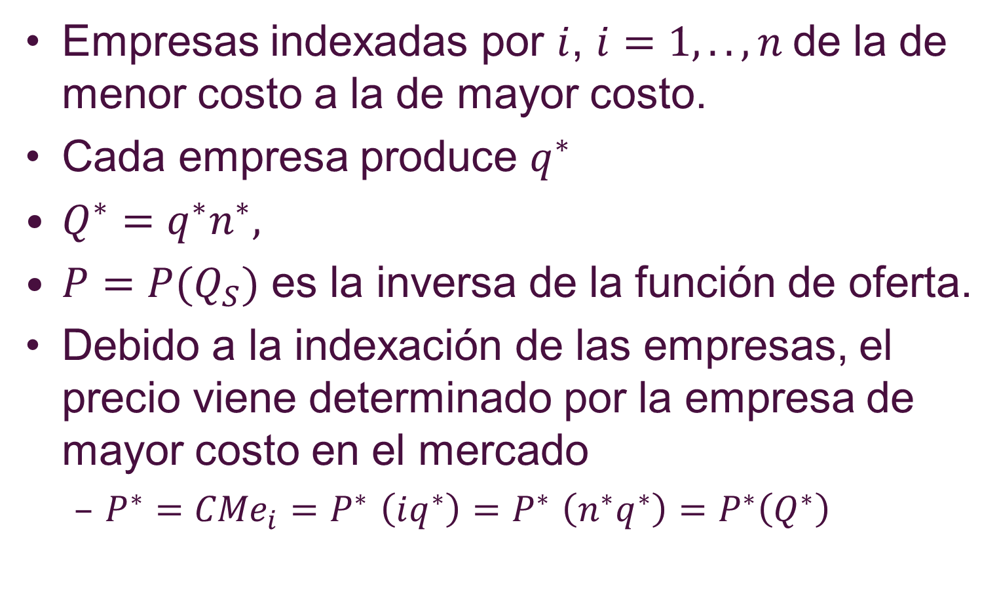 • Empresas indexadas por i, i = 1,..,n de la de
menor costo a la de mayor costo.
• Cada empresa produce q*
• Q* = q*n*,
• P = P(Q_S) es la inversa de la función de oferta.
• Debido a la indexación de las empresas, el
precio viene determinado por la empresa de
mayor costo en el mercado
– P* = CMe_i = P* (iq*) = P* (n*q*) = P*(Q*)